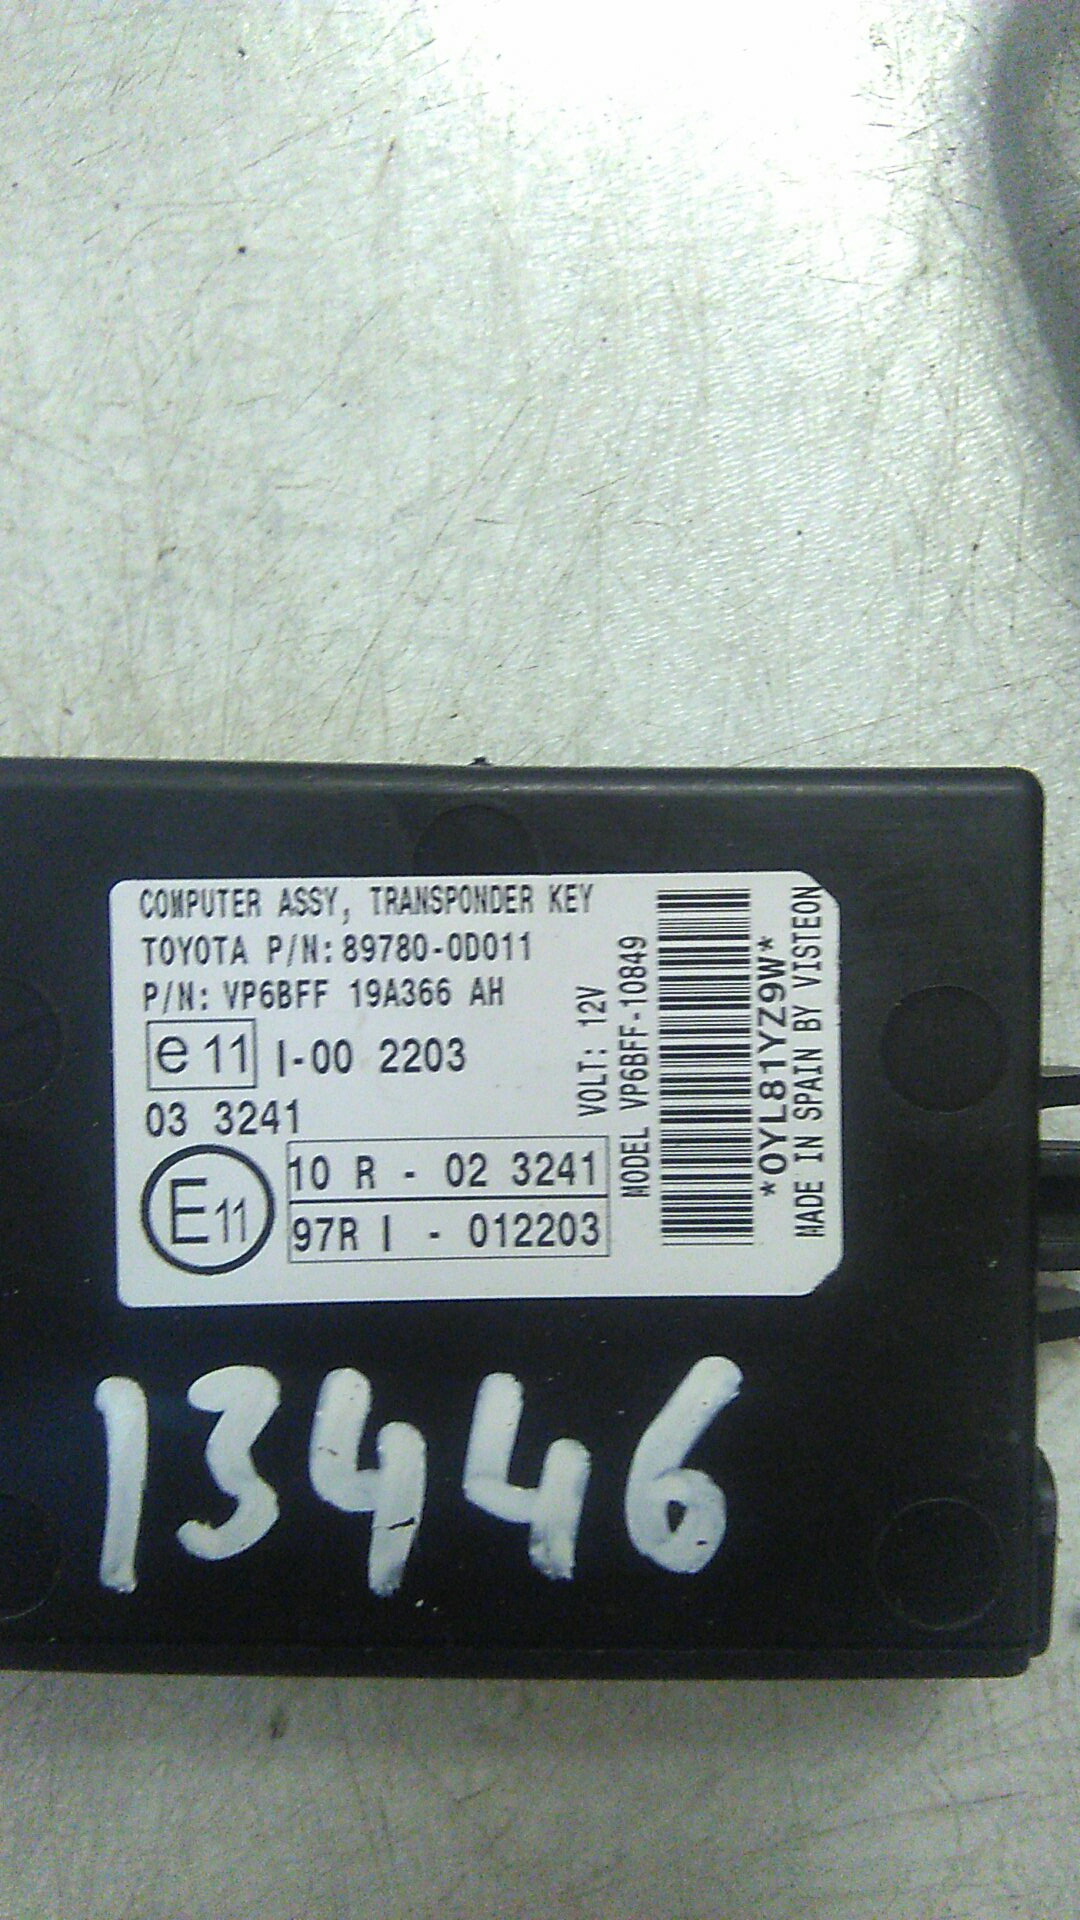 COMPUTER ASSY, TRANSPONDER KEY
TOYOTA P/N: 89780-0D011
P/N: VP6BFF 19A366 AH
e 11 I-00 2203
03 3241
E11
10 R - 02 3241
97R I - 012203
VOLT: 12V
MODEL VP6BFF-10849
*0YL81YZ9W*
MADE IN SPAIN BY VISTEON
13446